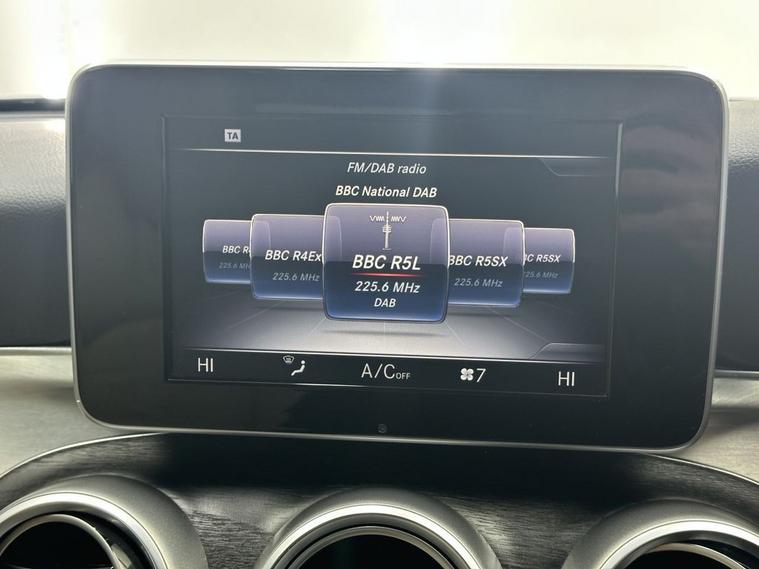 TA
FM/DAB radio
BBC National DAB
BBC R4Ex
225.6 MHz
BBC R5L
225.6 MHz
DAB
BBC R5SX
225.6 MHz
BBC R5SX
225.6 MHz
HI
A/C OFF
7
HI